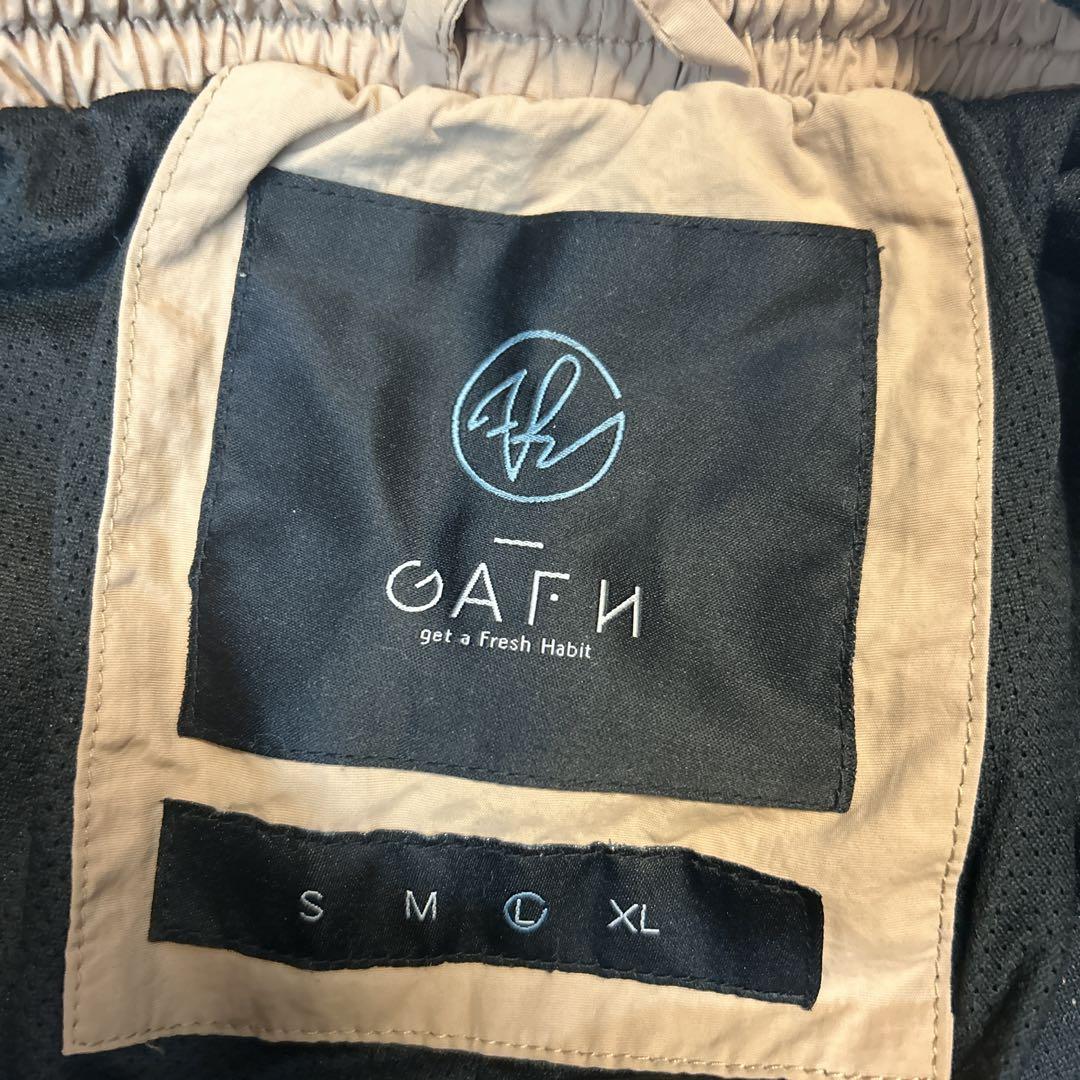 GAFH
get a Fresh Habit
S M L XL